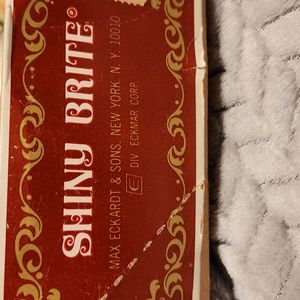 SHINY BRITE®
MAX ECKARDT & SONS, NEW YORK N.Y. 10010
DIV. ECKMAR CORP.